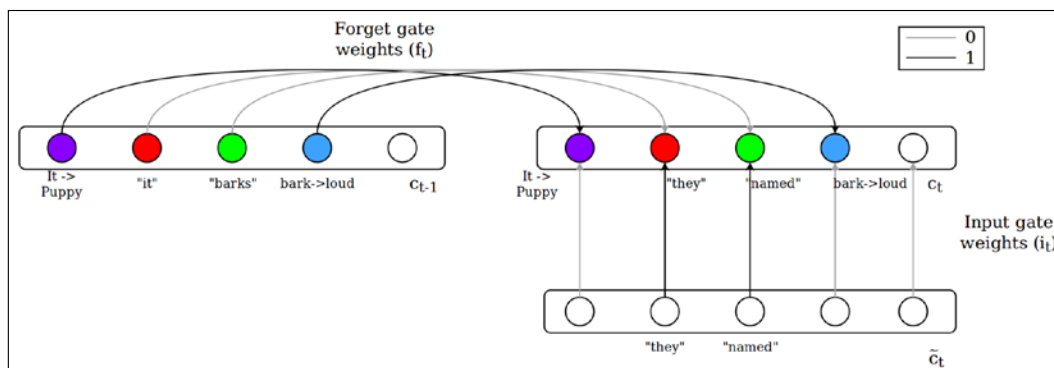 Forget gate
weights (fₜ)
0
1
It ->
Puppy
"it"
"barks"
bark->loud
cₜ₋₁
It ->
Puppy
"they"
"named"
bark->loud
cₜ
Input gate
weights (iₜ)
"they"
"named"
c̃ₜ